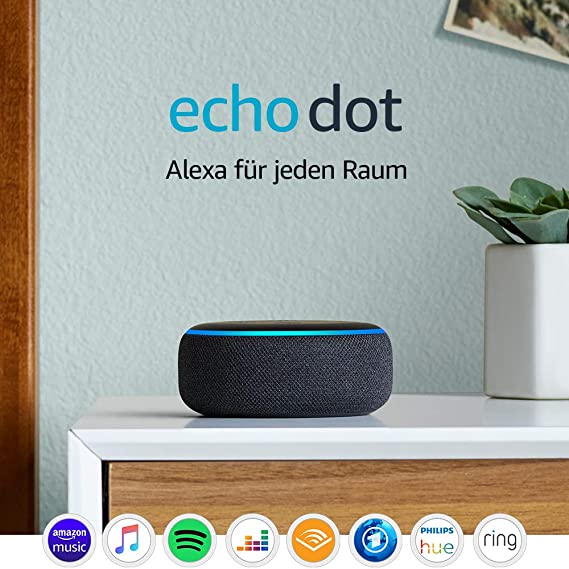 echo dot
Alexa für jeden Raum
amazon
music
PHILIPS
hue
ring